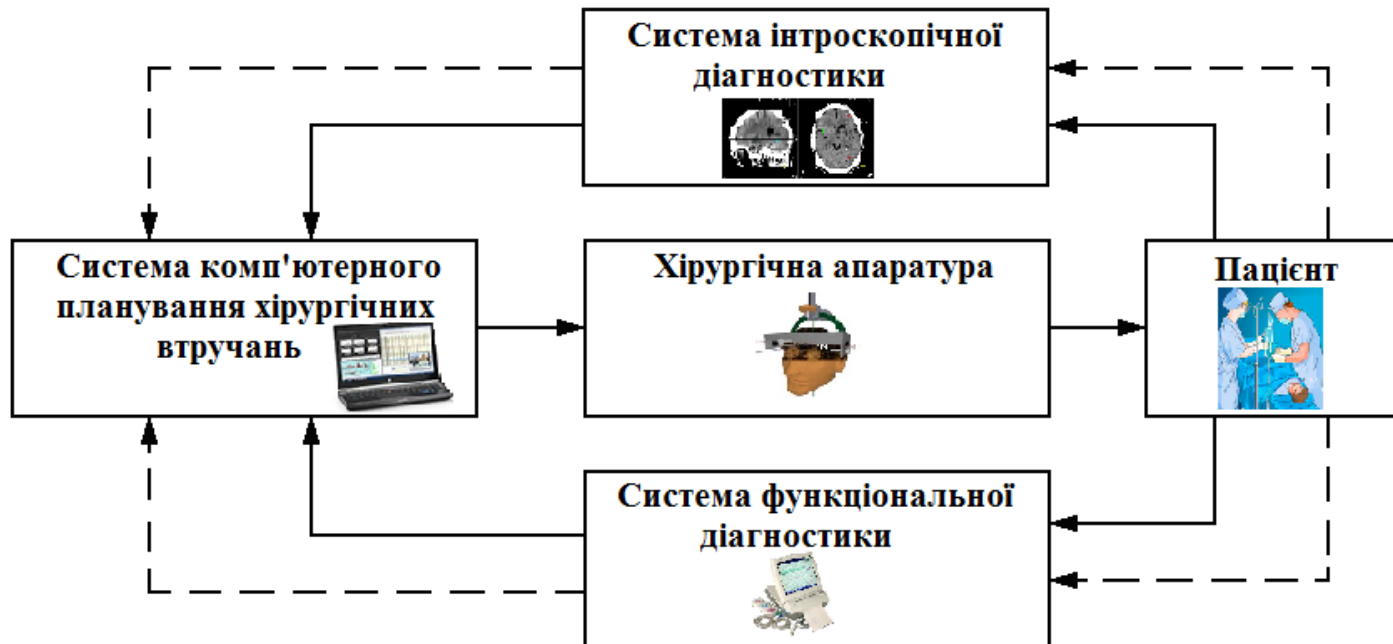 Система інтроскопічної
діагностики
Система комп'ютерного
планування хірургічних
втручань
Хірургічна апаратура
Пацієнт
Система функціональної
діагностики